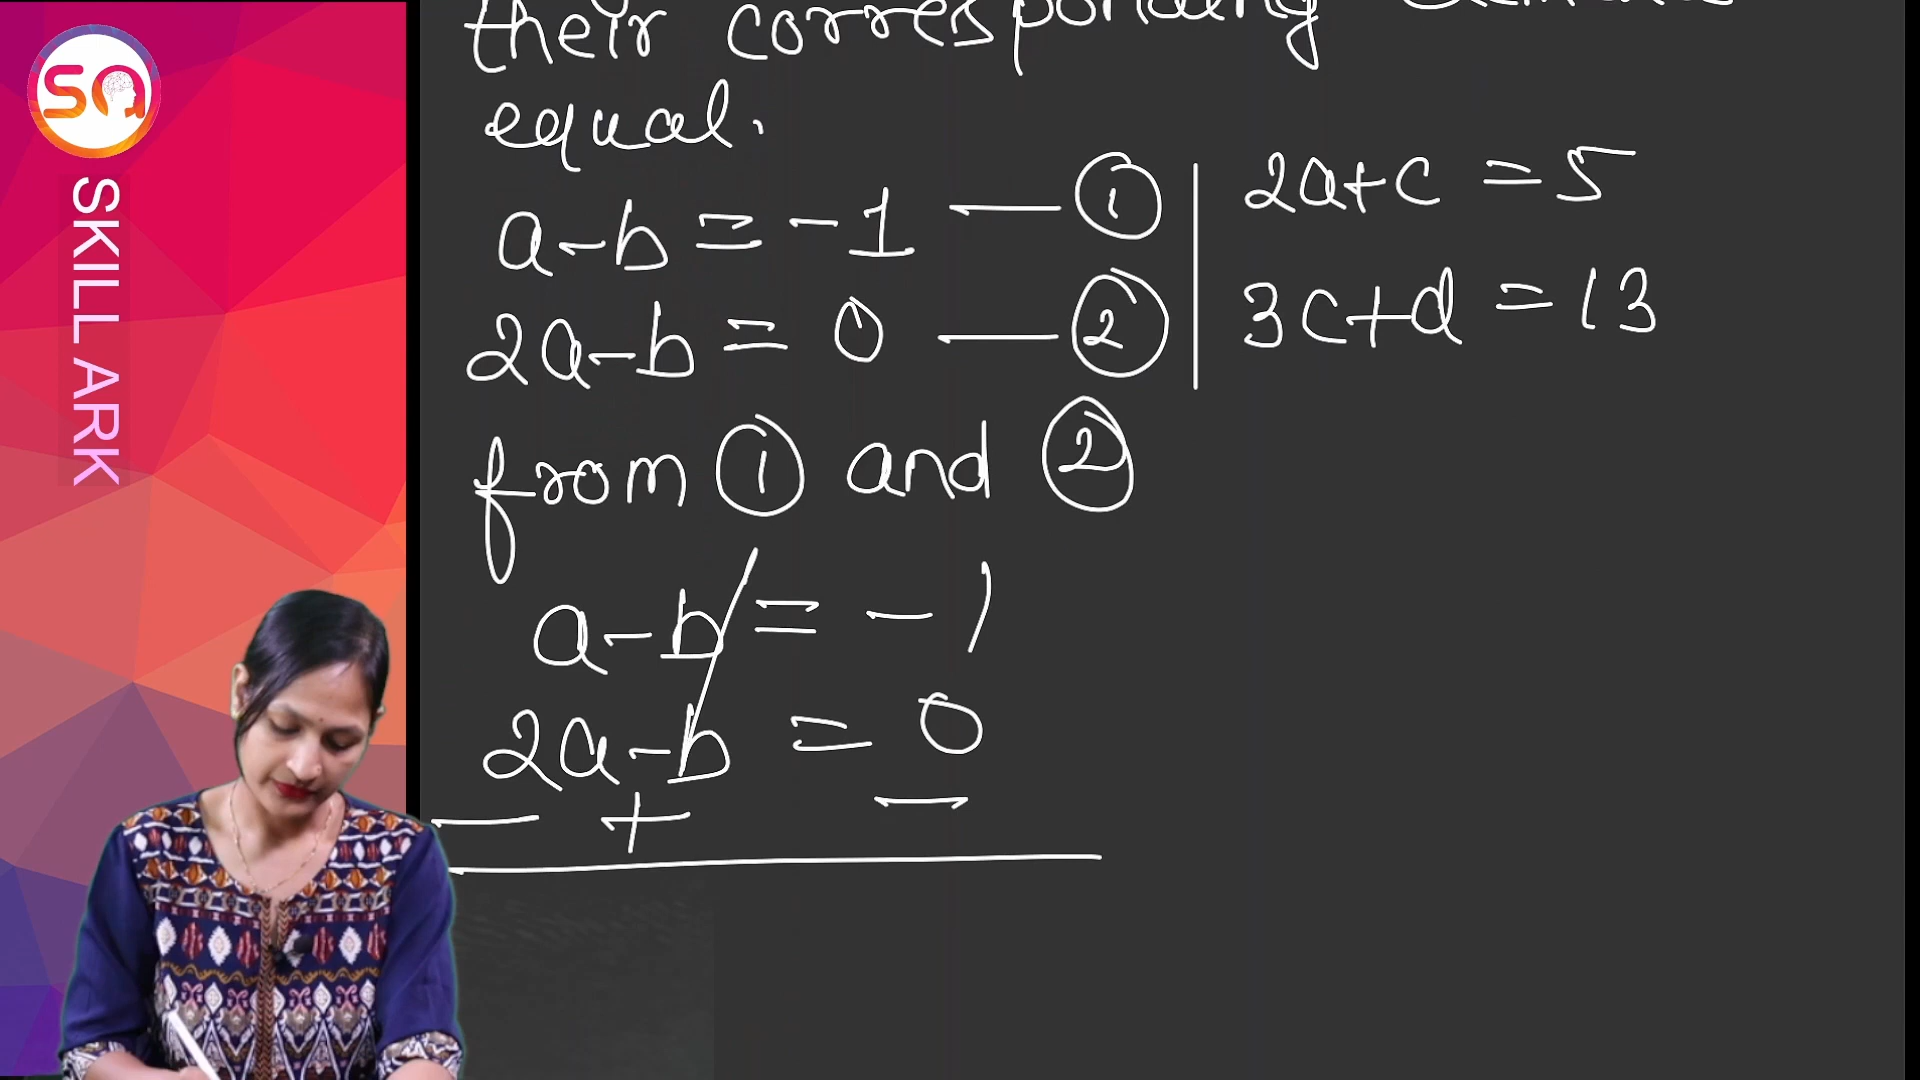 SA
SKILL ARK
their corresponding
equal.
a-b = -1 — ①
2a-b = 0 — ②
2a+c = 5
3c+d = 13
from ① and ②
a-b = -1
2a-b = 0
- + -